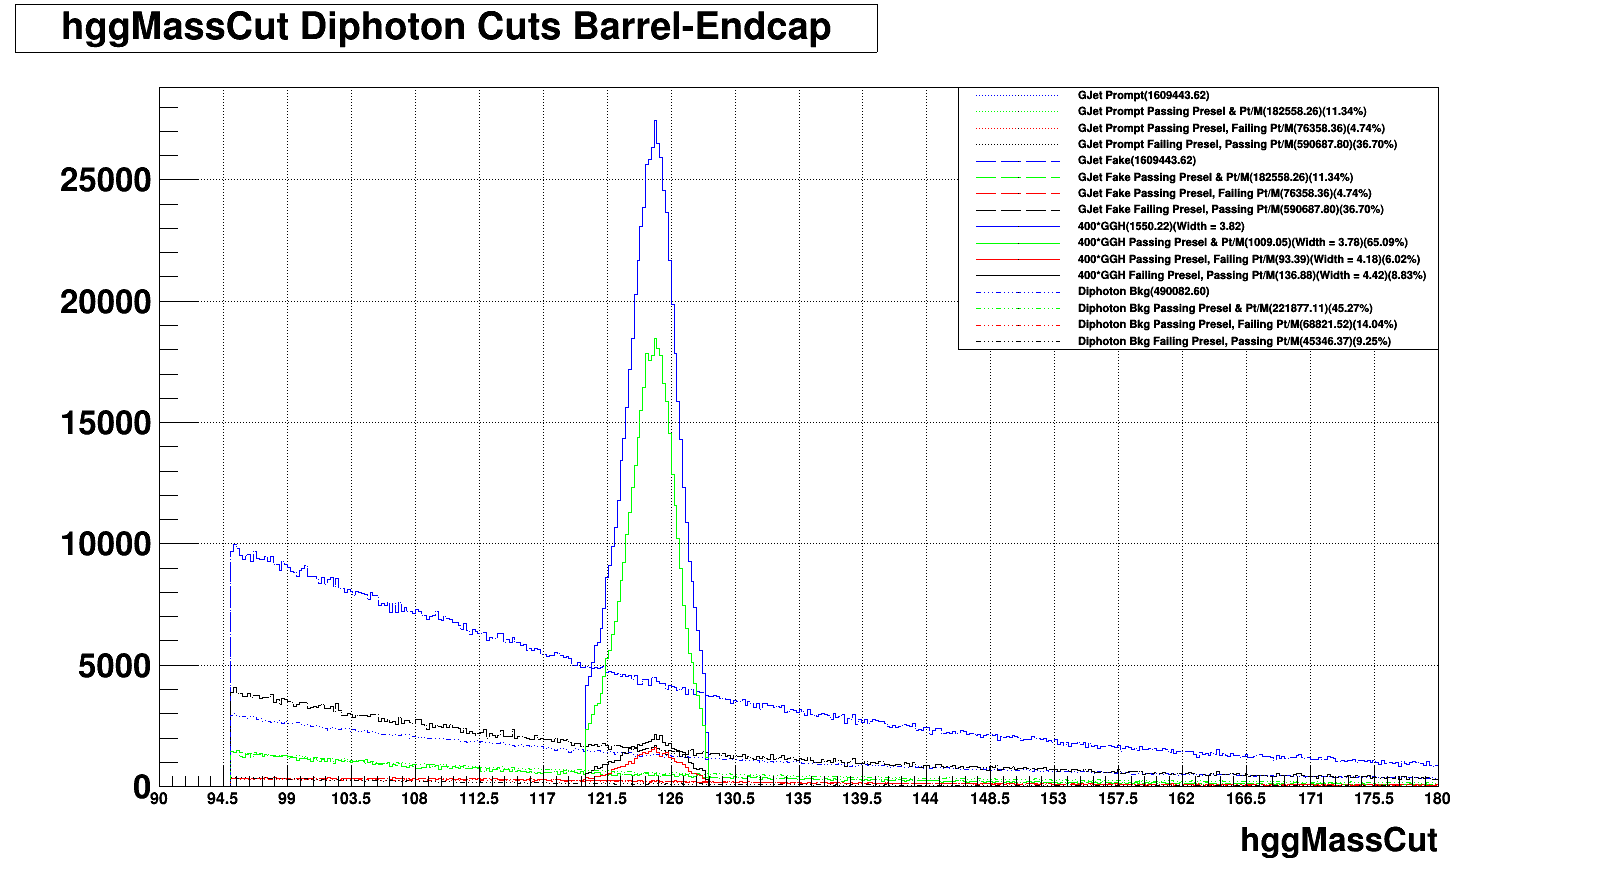 hggMassCut Diphoton Cuts Barrel-Endcap
GJet Prompt(1609443.62)
GJet Prompt Passing Presel & Pt/M(182558.26)(11.34%)
GJet Prompt Passing Presel, Failing Pt/M(76358.36)(4.74%)
GJet Prompt Failing Presel, Passing Pt/M(590687.80)(36.70%)
GJet Fake(1609443.62)
GJet Fake Passing Presel & Pt/M(182558.26)(11.34%)
GJet Fake Passing Presel, Failing Pt/M(76358.36)(4.74%)
GJet Fake Failing Presel, Passing Pt/M(590687.80)(36.70%)
400*GGH(1550.22)(Width = 3.82)
400*GGH Passing Presel & Pt/M(1009.05)(Width = 3.78)(65.09%)
400*GGH Passing Presel, Failing Pt/M(93.39)(Width = 4.18)(6.02%)
400*GGH Failing Presel, Passing Pt/M(136.88)(Width = 4.42)(8.83%)
Diphoton Bkg(490082.60)
Diphoton Bkg Passing Presel & Pt/M(221877.11)(45.27%)
Diphoton Bkg Passing Presel, Failing Pt/M(68821.52)(14.04%)
Diphoton Bkg Failing Presel, Passing Pt/M(45346.37)(9.25%)
25000
20000
15000
10000
5000
0
90 94.5 99 103.5 108 112.5 117 121.5 126 130.5 135 139.5 144 148.5 153 157.5 162 166.5 171 175.5 180
hggMassCut